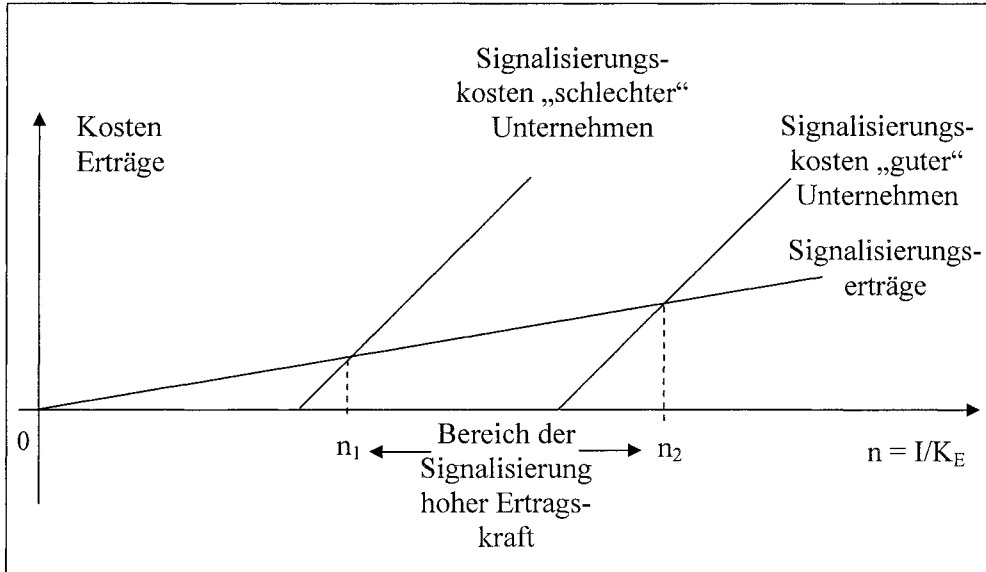 Signalisierungs-
kosten „schlechter“
Unternehmen
Kosten
Erträge
Signalisierungs-
kosten „guter“
Unternehmen
Signalisierungs-
erträge
0
n₁
Bereich der
Signalisierung
hoher Ertrags-
kraft
n₂
n = I/K_E